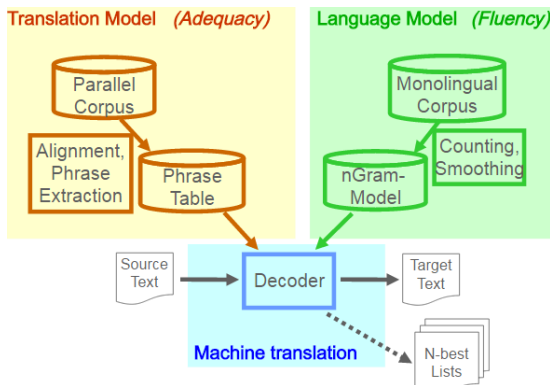 Translation Model (Adequacy)
Language Model (Fluency)
Parallel
Corpus
Monolingual
Corpus
Alignment,
Phrase
Extraction
Phrase
Table
nGram-
Model
Counting,
Smoothing
Source
Text
Decoder
Target
Text
Machine translation
N-best
Lists